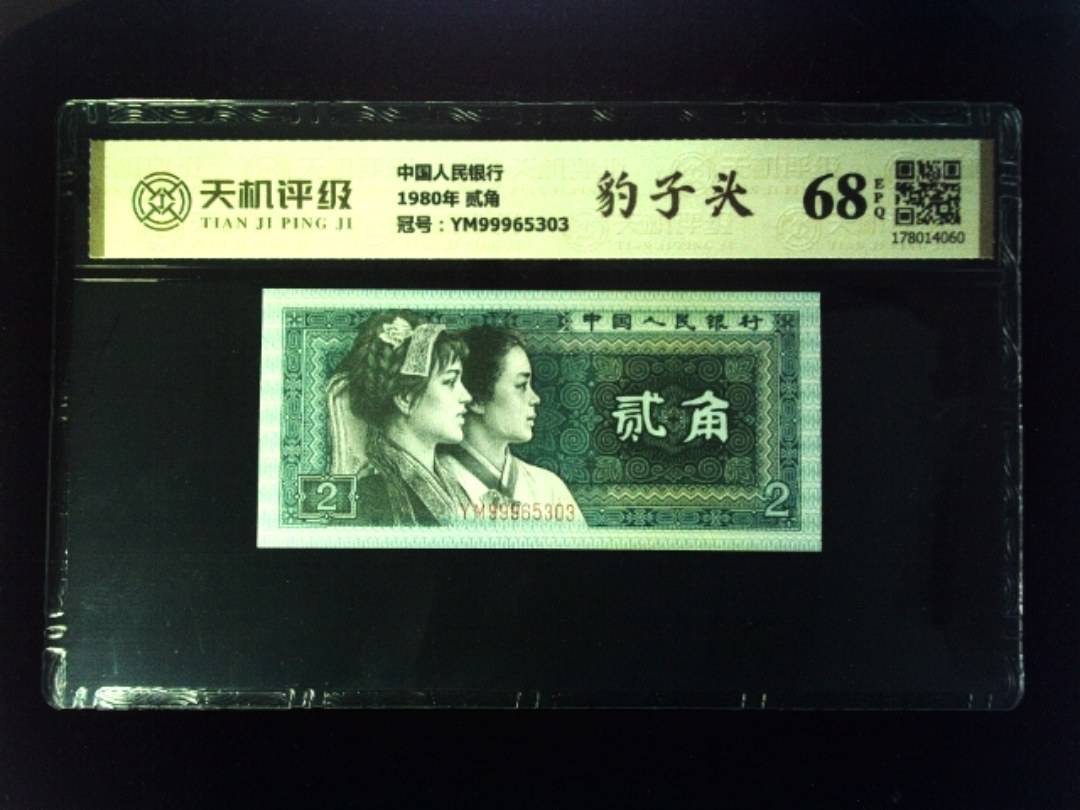 天机评级
TIAN JI PING JI
中国人民银行
1980年 贰角
冠号：YM99965303
豹子头
68
EPQ
178014060
中国人民银行
贰角
2
2
YM99965303